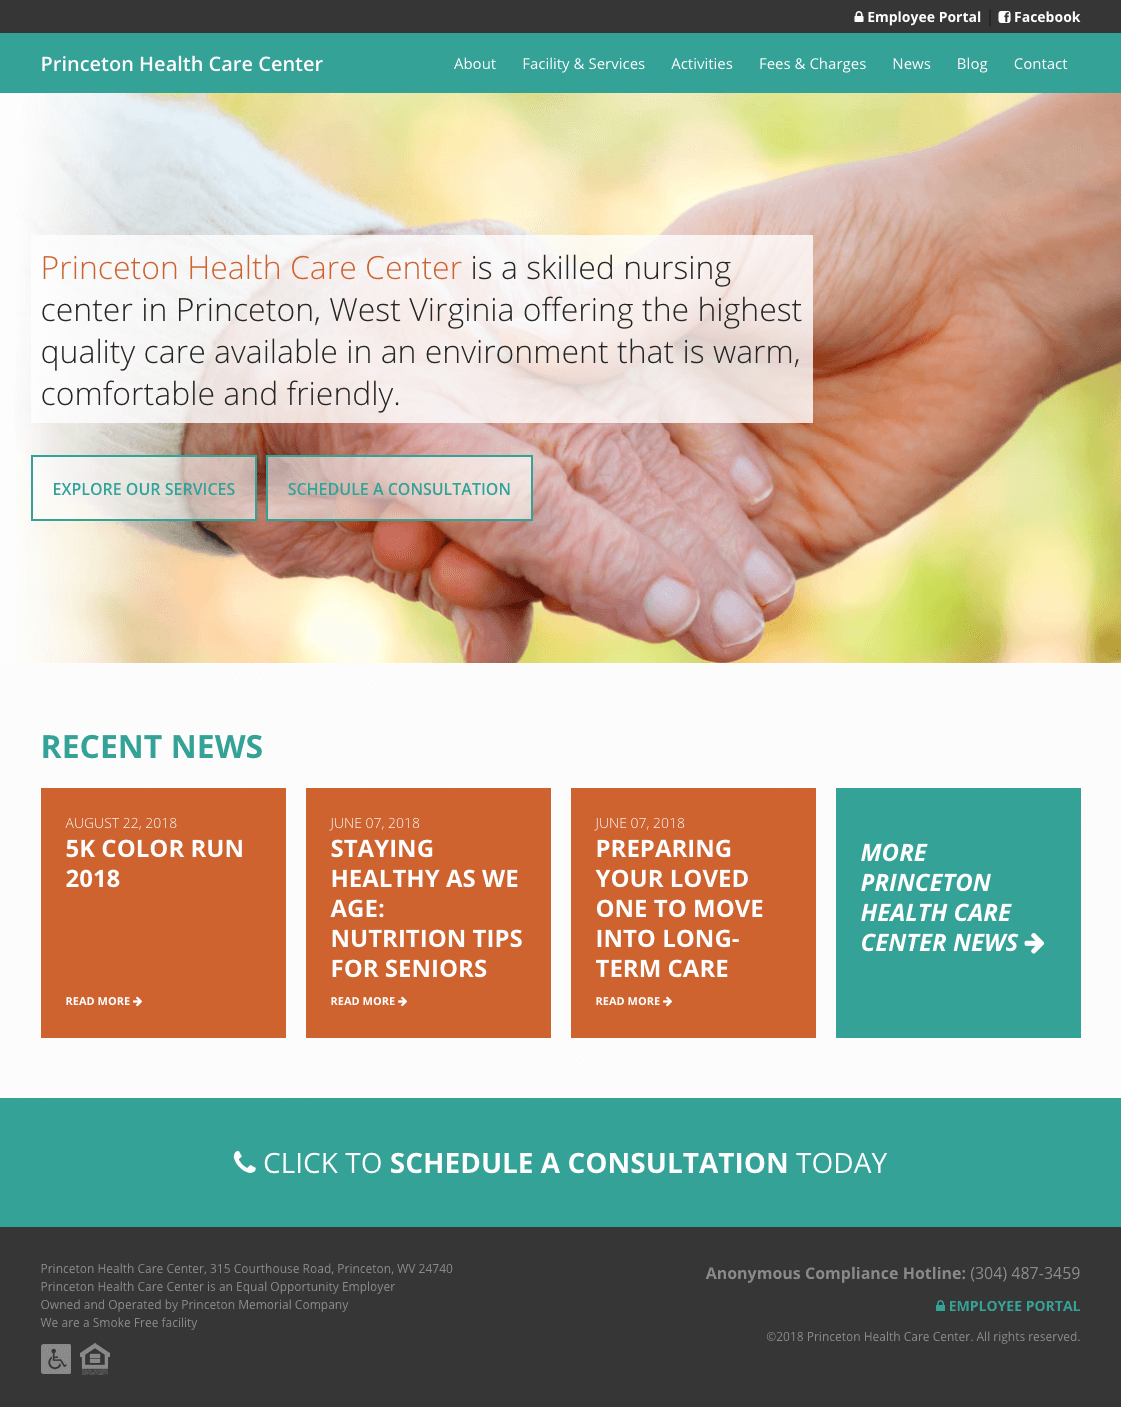 Employee Portal
Facebook
Princeton Health Care Center
About
Facility & Services
Activities
Fees & Charges
News
Blog
Contact
Princeton Health Care Center is a skilled nursing
center in Princeton, West Virginia offering the highest
quality care available in an environment that is warm,
comfortable and friendly.
EXPLORE OUR SERVICES
SCHEDULE A CONSULTATION
RECENT NEWS
AUGUST 22, 2018
5K COLOR RUN
2018
READ MORE
JUNE 07, 2018
STAYING
HEALTHY AS WE
AGE:
NUTRITION TIPS
FOR SENIORS
READ MORE
JUNE 07, 2018
PREPARING
YOUR LOVED
ONE TO MOVE
INTO LONG-
TERM CARE
READ MORE
MORE
PRINCETON
HEALTH CARE
CENTER NEWS
CLICK TO SCHEDULE A CONSULTATION TODAY
Princeton Health Care Center, 315 Courthouse Road, Princeton, WV 24740
Princeton Health Care Center is an Equal Opportunity Employer
Owned and Operated by Princeton Memorial Company
We are a Smoke Free facility
Anonymous Compliance Hotline: (304) 487-3459
EMPLOYEE PORTAL
©2018 Princeton Health Care Center. All rights reserved.